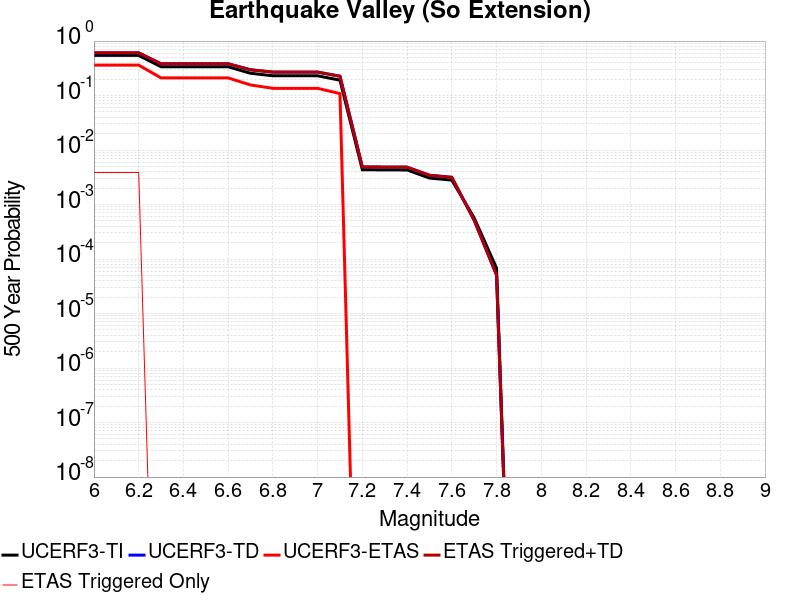 Earthquake Valley (So Extension)
10^0
10^-1
10^-2
10^-3
10^-4
10^-5
10^-6
10^-7
10^-8
500 Year Probability
6 6.2 6.4 6.6 6.8 7 7.2 7.4 7.6 7.8 8 8.2 8.4 8.6 8.8 9
Magnitude
UCERF3-TI UCERF3-TD UCERF3-ETAS ETAS Triggered+TD
ETAS Triggered Only